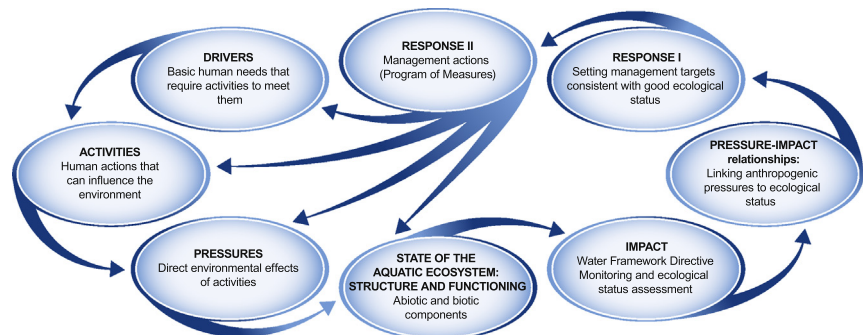 DRIVERS
Basic human needs that
require activities to meet
them
RESPONSE II
Management actions
(Program of Measures)
RESPONSE I
Setting management targets
consistent with good ecological
status
ACTIVITIES
Human actions that
can influence the
environment
PRESSURE-IMPACT
relationships:
Linking anthropogenic
pressures to ecological
status
PRESSURES
Direct environmental effects
of activities
STATE OF THE
AQUATIC ECOSYSTEM:
STRUCTURE AND FUNCTIONING
Abiotic and biotic
components
IMPACT
Water Framework Directive
Monitoring and ecological
status assessment